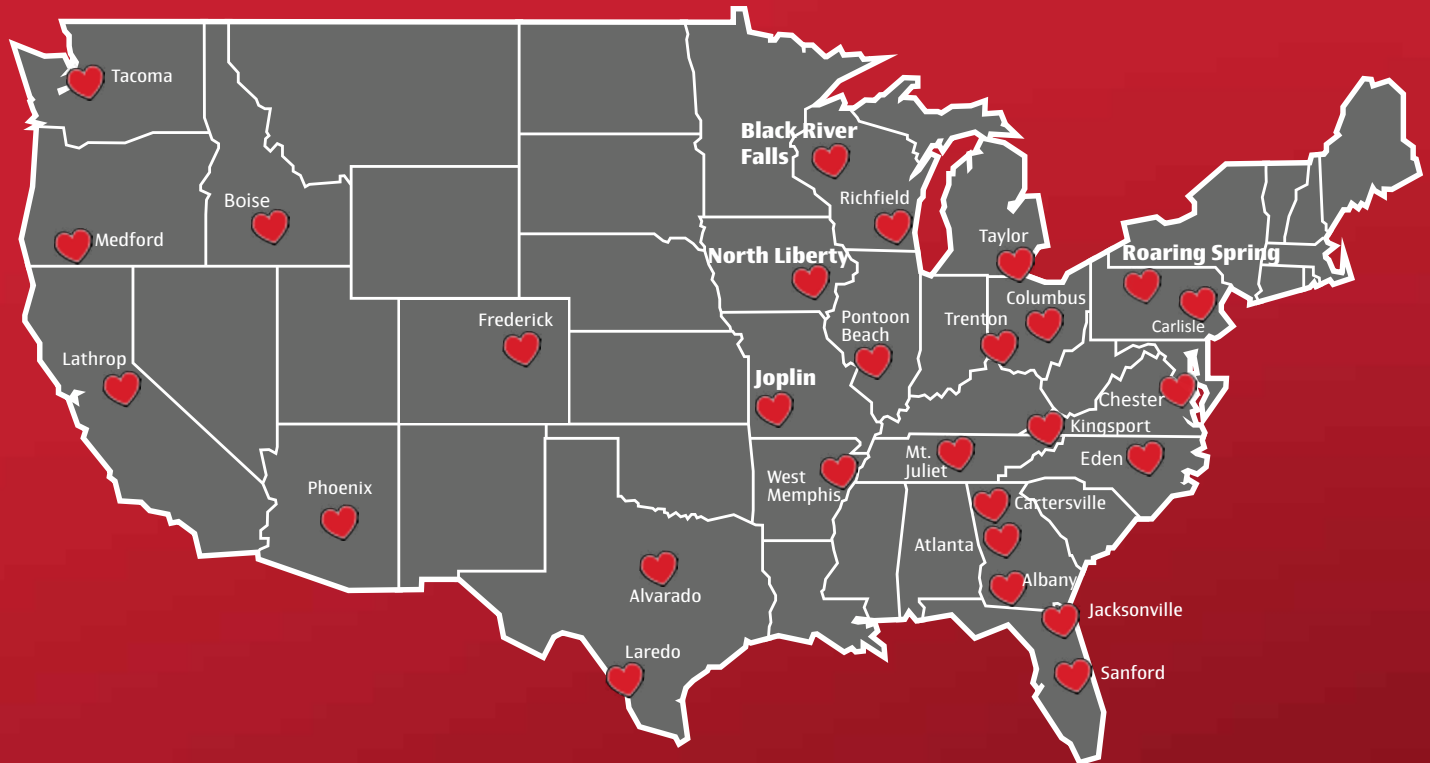 Tacoma
Black River
Falls
Boise
Richfield
Medford
Taylor
North Liberty
Roaring Spring
Columbus
Frederick
Pontoon
Beach
Trenton
Carlisle
Lathrop
Joplin
Chester
Kingsport
Mt.
Juliet
Eden
West
Memphis
Phoenix
Cartersville
Atlanta
Albany
Alvarado
Jacksonville
Laredo
Sanford